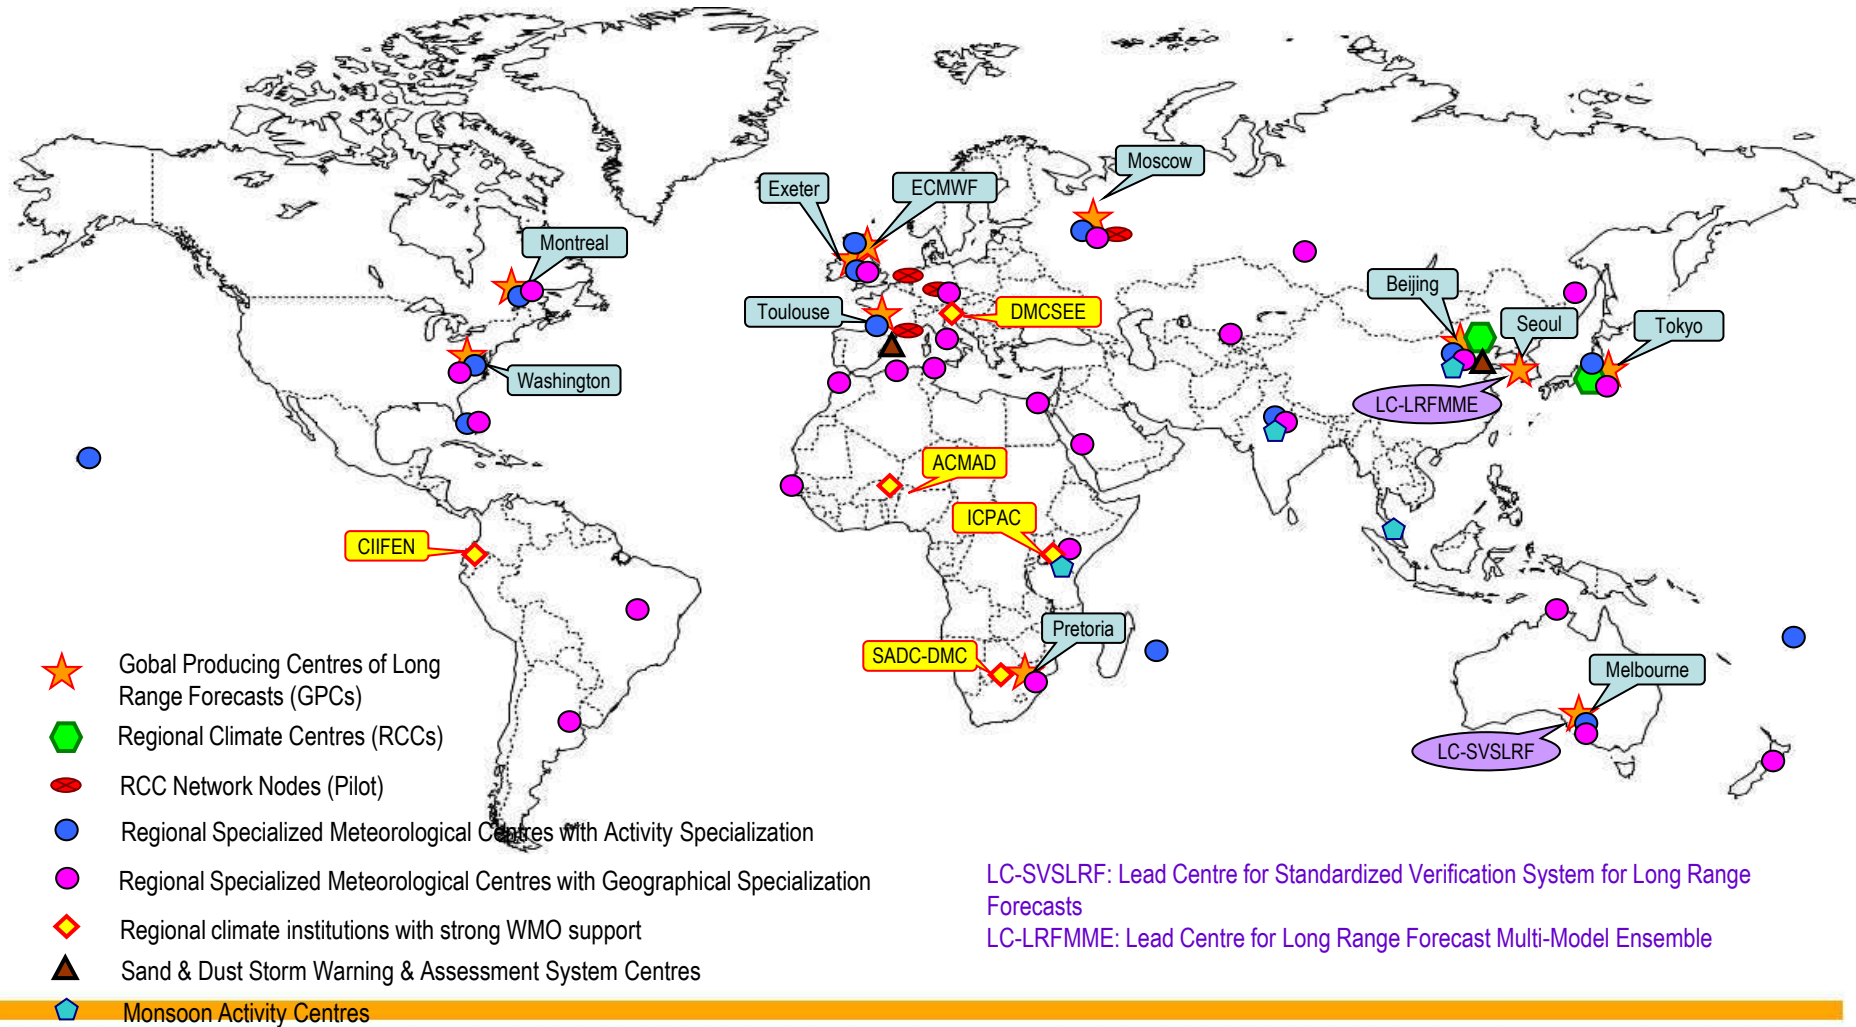 Moscow
Exeter
ECMWF
Montreal
Beijing
Toulouse
DMCSEE
Seoul
Tokyo
Washington
LC-LRFMME
ACMAD
ICPAC
CIIFEN
Pretoria
SADC-DMC
Melbourne
LC-SVSLRF
Gobal Producing Centres of Long
Range Forecasts (GPCs)
Regional Climate Centres (RCCs)
RCC Network Nodes (Pilot)
Regional Specialized Meteorological Centres with Activity Specialization
Regional Specialized Meteorological Centres with Geographical Specialization
Regional climate institutions with strong WMO support
Sand & Dust Storm Warning & Assessment System Centres
Monsoon Activity Centres
LC-SVSLRF: Lead Centre for Standardized Verification System for Long Range
Forecasts
LC-LRFMME: Lead Centre for Long Range Forecast Multi-Model Ensemble